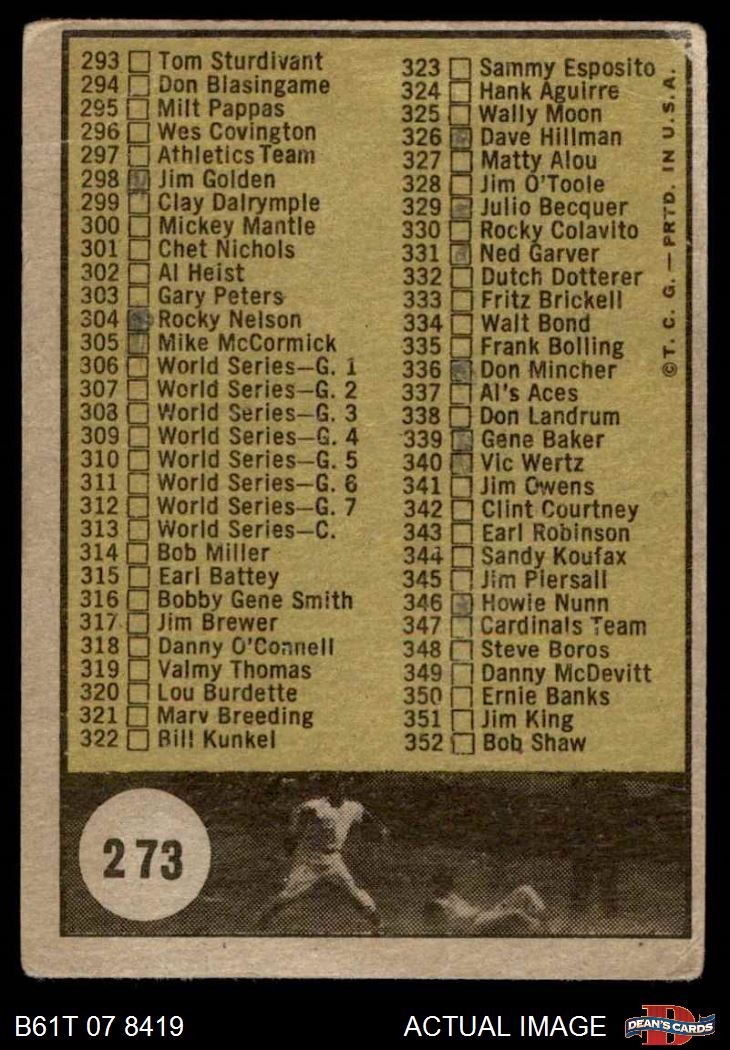 293 Tom Sturdivant
294 Don Blasingame
295 Milt Pappas
296 Wes Covington
297 Athletics Team
298 Jim Golden
299 Clay Dalrymple
300 Mickey Mantle
301 Chet Nichols
302 Al Heist
303 Gary Peters
304 Rocky Nelson
305 Mike McCormick
306 World Series—G. 1
307 World Series—G. 2
308 World Series—G. 3
309 World Series—G. 4
310 World Series—G. 5
311 World Series—G. 6
312 World Series—G. 7
313 World Series—C.
314 Bob Miller
315 Earl Battey
316 Bobby Gene Smith
317 Jim Brewer
318 Danny O'Connell
319 Valmy Thomas
320 Lou Burdette
321 Marv Breeding
322 Bill Kunkel
323 Sammy Esposito
324 Hank Aguirre
325 Wally Moon
326 Dave Hillman
327 Matty Alou
328 Jim O'Toole
329 Julio Becquer
330 Rocky Colavito
331 Ned Garver
332 Dutch Dotterer
333 Fritz Brickell
334 Walt Bond
335 Frank Bolling
336 Don Mincher
337 Al's Aces
338 Don Landrum
339 Gene Baker
340 Vic Wertz
341 Jim Owens
342 Clint Courtney
343 Earl Robinson
344 Sandy Koufax
345 Jim Piersall
346 Howie Nunn
347 Cardinals Team
348 Steve Boros
349 Danny McDevitt
350 Ernie Banks
351 Jim King
352 Bob Shaw
© T. C. G. — PRTD. IN U.S.A.
273
B61T 07 8419
ACTUAL IMAGE
DEAN'S CARDS